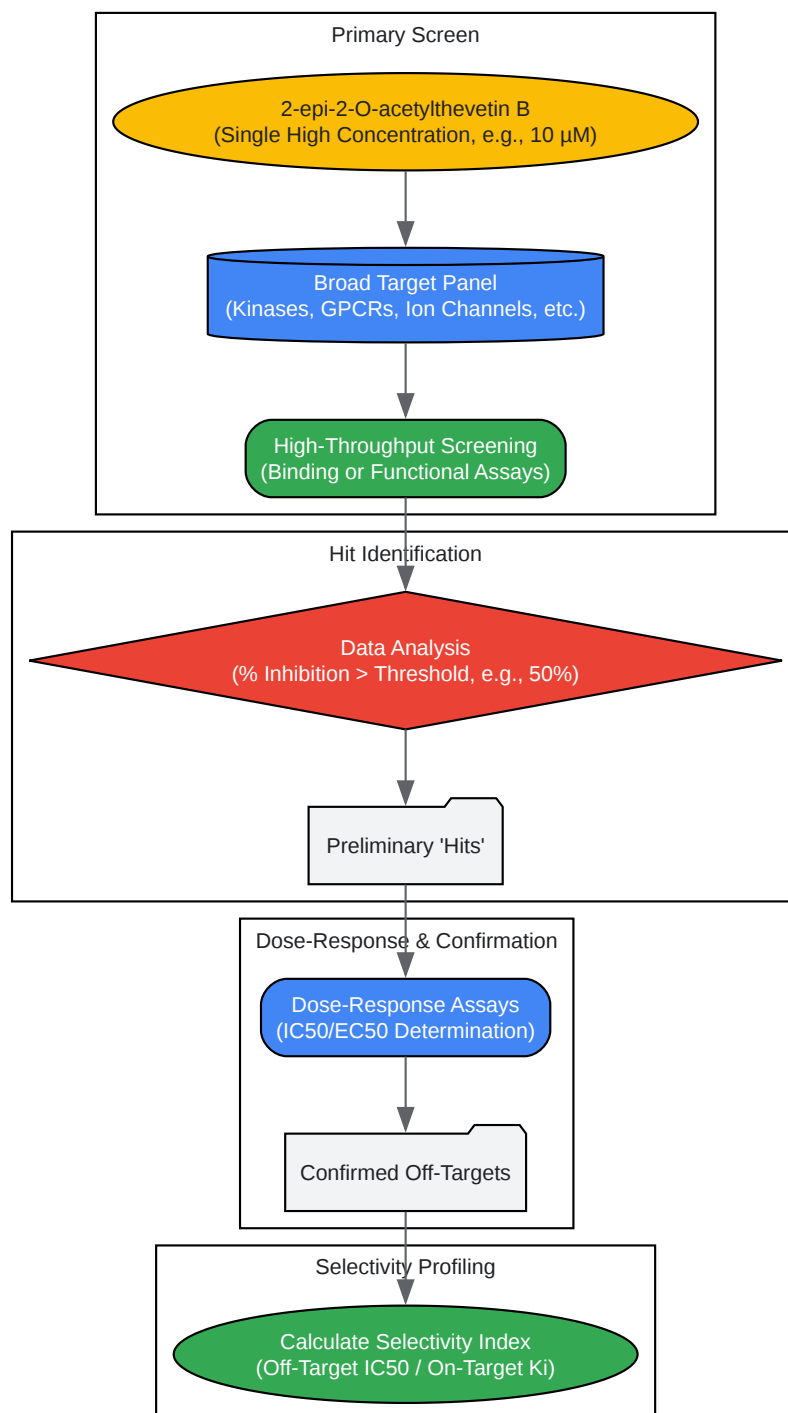 Primary Screen
2-epi-2-O-acetylthevetin B
(Single High Concentration, e.g., 10 µM)
Broad Target Panel
(Kinases, GPCRs, Ion Channels, etc.)
High-Throughput Screening
(Binding or Functional Assays)
Hit Identification
Data Analysis
(% Inhibition > Threshold, e.g., 50%)
Preliminary 'Hits'
Dose-Response & Confirmation
Dose-Response Assays
(IC50/EC50 Determination)
Confirmed Off-Targets
Selectivity Profiling
Calculate Selectivity Index
(Off-Target IC50 / On-Target Ki)